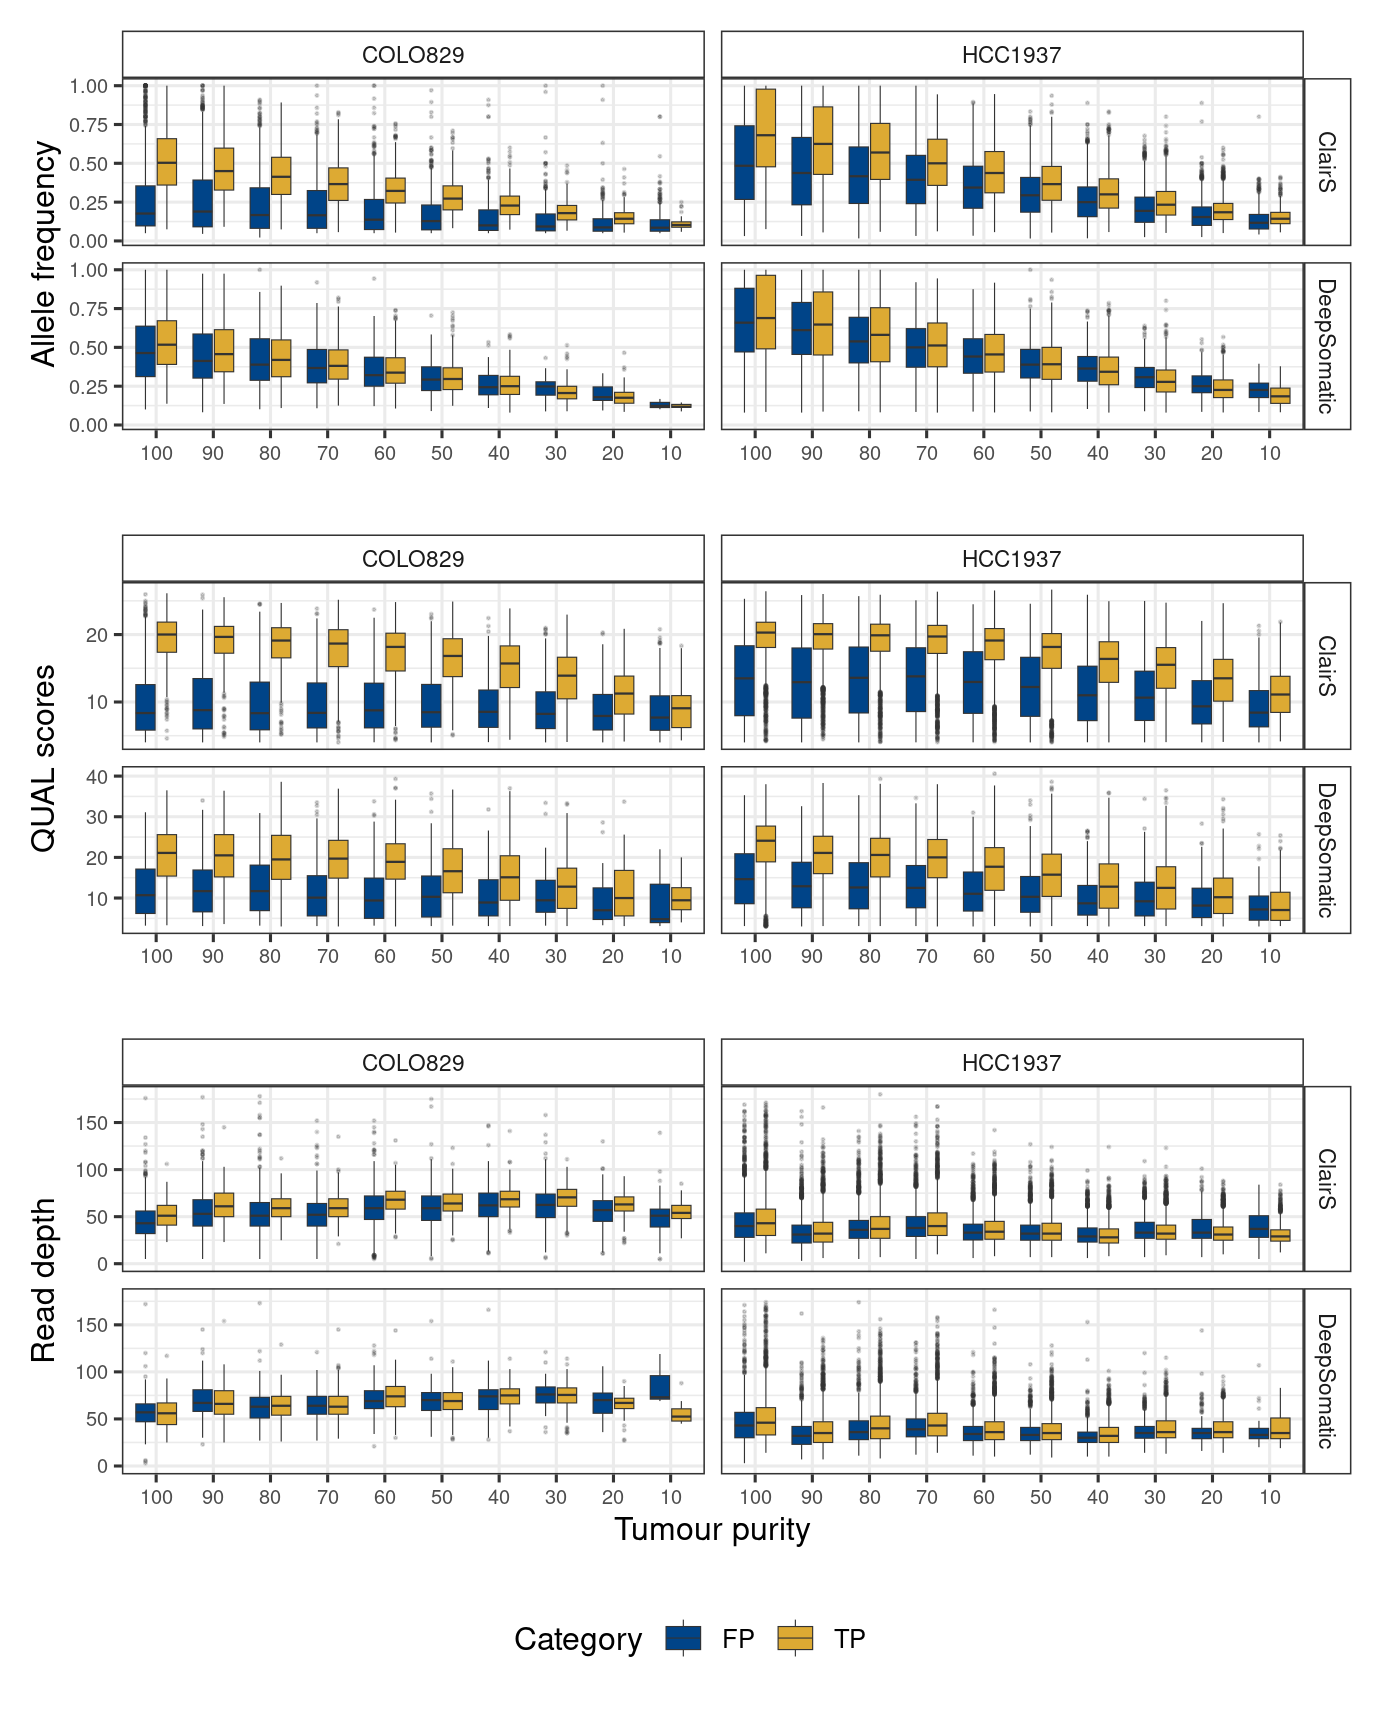 COLO829 HCC1937
Allele frequency
1.00
0.75
0.50
0.25
0.00
ClairS
1.00
0.75
0.50
0.25
0.00
DeepSomatic
100 90 80 70 60 50 40 30 20 10 100 90 80 70 60 50 40 30 20 10
COLO829 HCC1937
QUAL scores
20
10
ClairS
40
30
20
10
DeepSomatic
100 90 80 70 60 50 40 30 20 10 100 90 80 70 60 50 40 30 20 10
COLO829 HCC1937
Read depth
150
100
50
0
ClairS
150
100
50
0
DeepSomatic
100 90 80 70 60 50 40 30 20 10 100 90 80 70 60 50 40 30 20 10
Tumour purity
Category FP TP